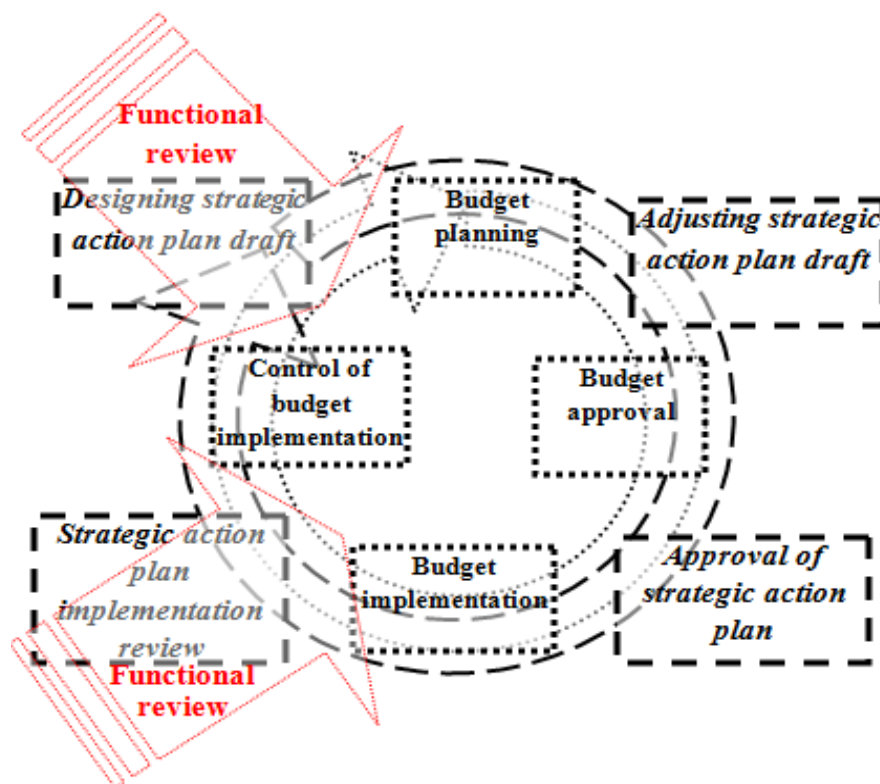 Functional
review
Designing strategic
action plan draft
Budget
planning
Adjusting strategic
action plan draft
Control of
budget
implementation
Budget
approval
Strategic action
plan
implementation
review
Functional
review
Budget
implementation
Approval of
strategic action
plan